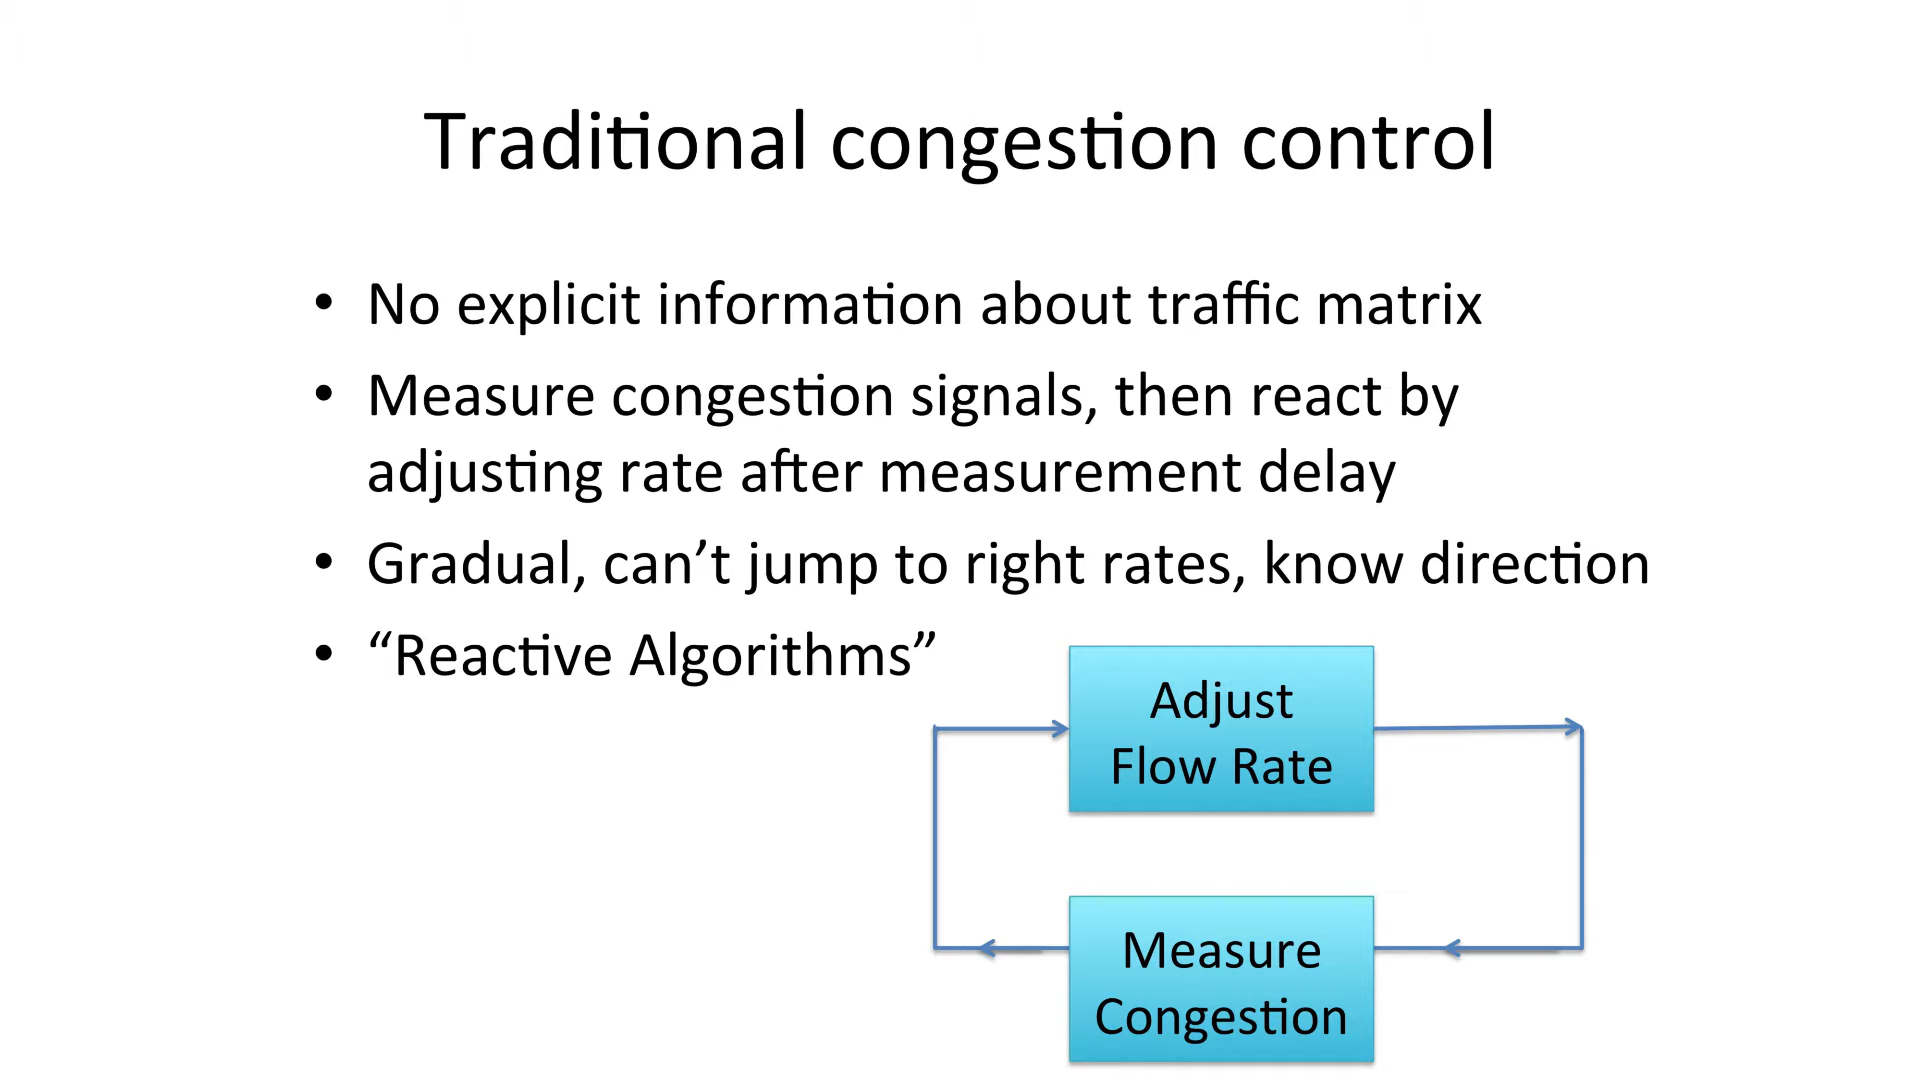 Traditional congestion control
• No explicit information about traffic matrix
• Measure congestion signals, then react by
adjusting rate after measurement delay
• Gradual, can’t jump to right rates, know direction
• “Reactive Algorithms”
Adjust
Flow Rate
Measure
Congestion